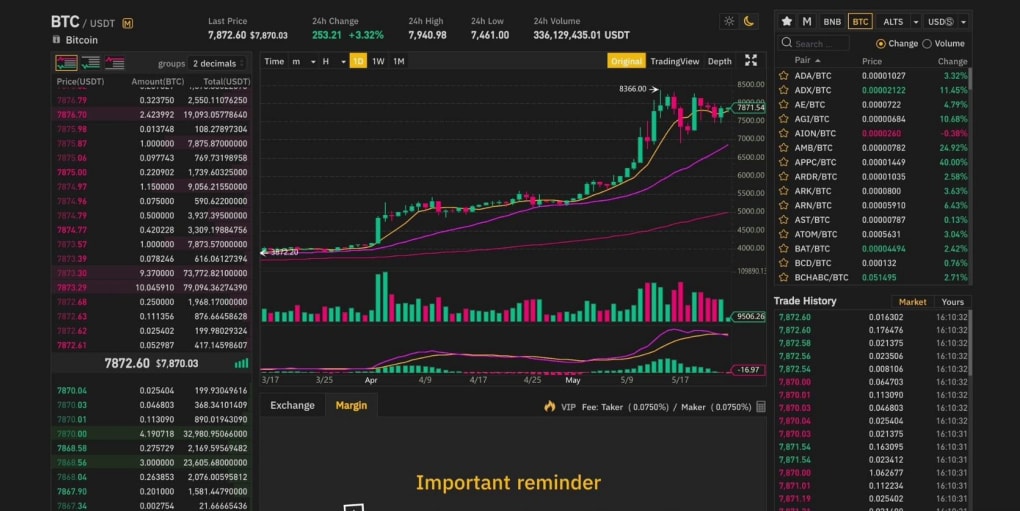 BTC / USDT M
Bitcoin
Last Price
7,872.60 $7,870.03
24h Change
253.21 +3.32%
24h High
7,940.98
24h Low
7,461.00
24h Volume
336,129,435.01 USDT
groups 2 decimals
Price(USDT) Amount(BTC) Total(USDT)
7876.79 0.323750 2,550.11076250
7876.70 2.423992 19,093.05778640
7875.98 0.013748 108.27897304
7875.87 1.000000 7,875.87000000
7875.06 0.097743 769.73198958
7875.00 0.220902 1,739.60325000
7874.97 1.150000 9,056.21550000
7874.96 0.075000 590.62200000
7874.79 0.500000 3,937.39500000
7874.77 0.420228 3,309.19884756
7873.57 1.000000 7,873.57000000
7873.39 0.078246 616.06127394
7873.30 9.370000 73,772.82100000
7873.29 10.045910 79,094.36274390
7872.68 0.250000 1,968.17000000
7872.63 0.111356 876.66458628
7872.62 0.025402 199.98029324
7872.61 0.052987 417.14598607
7872.60 $7,870.03
7870.04 0.025404 199.93049616
7870.03 0.046803 368.34101409
7870.01 0.113090 890.01943090
7870.00 4.190718 32,980.95066000
7868.58 0.275729 2,169.59569482
7868.56 3.000000 23,605.68000000
7868.04 0.263853 2,076.00595812
7867.90 0.201000 1,581.44790000
7867.34 0.002754 21.66665436
Time m H 1D 1W 1M
Original TradingView Depth
8366.00
3872.20
8500.00
7871.54
7500.00
7000.00
6500.00
6000.00
5500.00
5000.00
4500.00
4000.00
109890.13
9506.26
-16.97
3/17 3/25 Apr 4/9 4/17 4/25 May 5/9 5/17
Exchange Margin
VIP Fee: Taker ( 0.0750%) / Maker ( 0.0750%)
Important reminder
M BNB BTC ALTS USDⓈ
Search ...
Change Volume
Pair Price Change
ADA/BTC 0.00001027 3.32%
ADX/BTC 0.00002122 11.45%
AE/BTC 0.0000722 4.79%
AGI/BTC 0.00000684 10.68%
AION/BTC 0.0000260 -0.38%
AMB/BTC 0.00000782 24.92%
APPC/BTC 0.00001449 40.00%
ARDR/BTC 0.00001035 2.58%
ARK/BTC 0.0000800 3.63%
ARN/BTC 0.00005910 6.43%
AST/BTC 0.00000787 0.13%
ATOM/BTC 0.0005631 3.04%
BAT/BTC 0.00004494 2.42%
BCD/BTC 0.000132 0.76%
BCHABC/BTC 0.051495 2.71%
Trade History Market Yours
7,872.60 0.016302 16:10:32
7,872.60 0.176476 16:10:32
7,872.58 0.021375 16:10:32
7,872.56 0.023506 16:10:32
7,872.54 0.008106 16:10:32
7,870.00 0.064703 16:10:32
7,870.01 0.113090 16:10:32
7,870.03 0.046803 16:10:32
7,870.04 0.025404 16:10:32
7,870.03 0.021375 16:10:31
7,871.54 0.163095 16:10:31
7,871.54 0.023412 16:10:31
7,870.00 1.062677 16:10:31
7,871.01 0.112234 16:10:31
7,871.19 0.025402 16:10:31